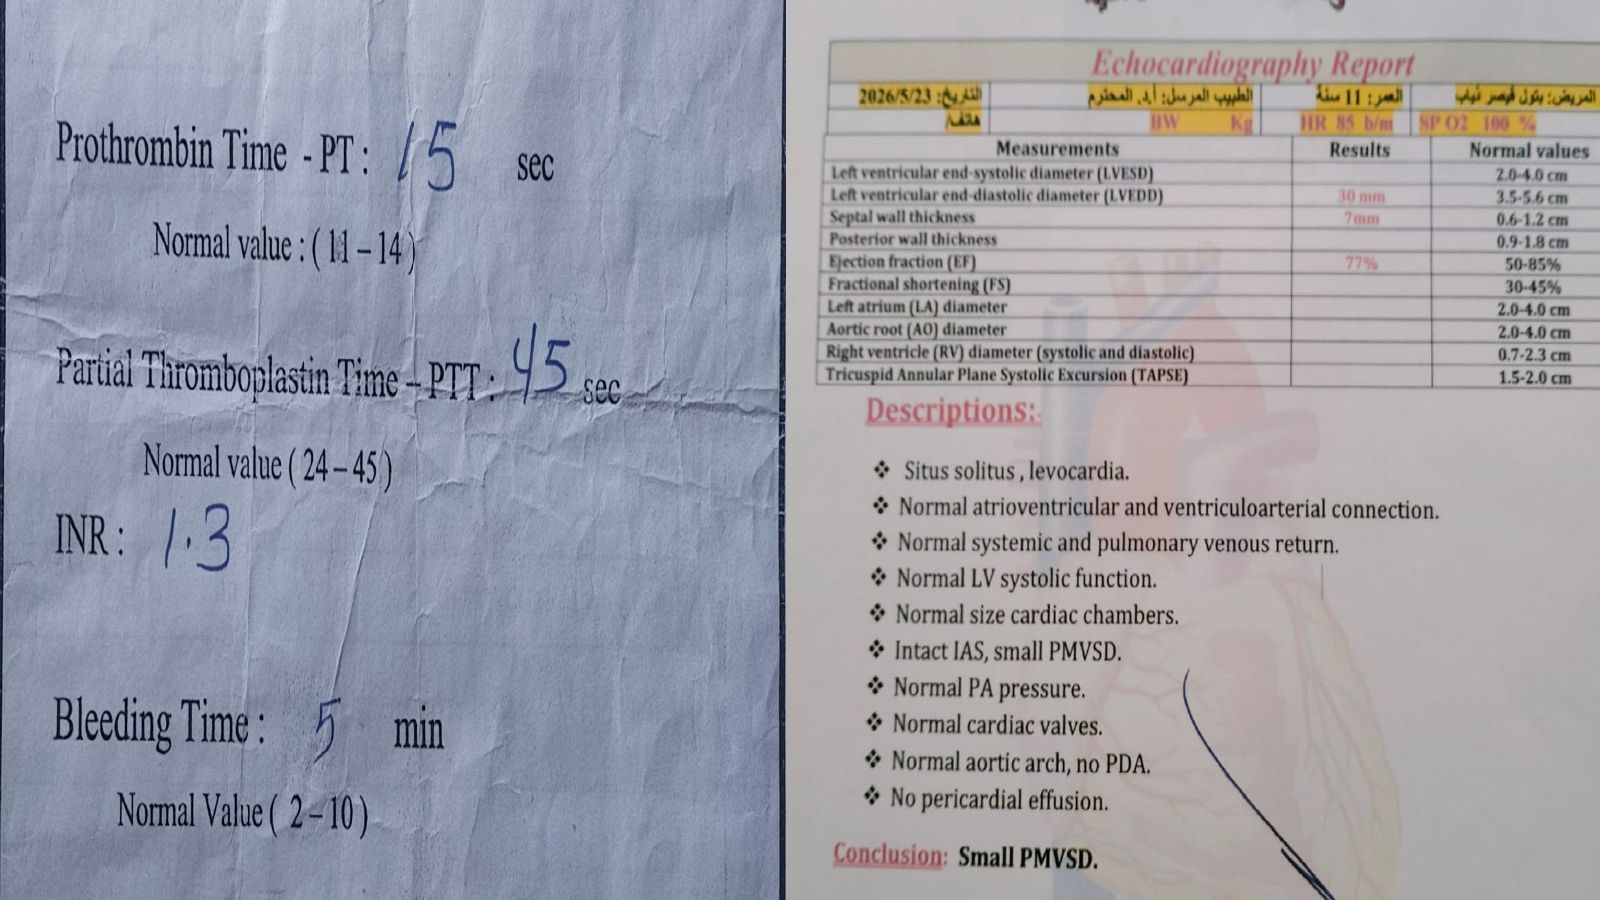 Prothrombin Time - PT : 15 sec
Normal value : ( 11 – 14 )
Partial Thromboplastin Time – PTT : 45 sec
Normal value ( 24 – 45 )
INR : 1.3
Bleeding Time : 5 min
Normal Value ( 2 – 10 )
Echocardiography Report
المريض: بتول قيصر ذياب العمر: 11 سنة الطبيب المرسل: أ.د. المحترم التاريخ: 2026/5/23
SP O2 100 % HR 85 b/m BW Kg هاتف/
Measurements Results Normal values
Left ventricular end-systolic diameter (LVESD) 2.0-4.0 cm
Left ventricular end-diastolic diameter (LVEDD) 30 mm 3.5-5.6 cm
Septal wall thickness 7mm 0.6-1.2 cm
Posterior wall thickness 0.9-1.8 cm
Ejection fraction (EF) 77% 50-85%
Fractional shortening (FS) 30-45%
Left atrium (LA) diameter 2.0-4.0 cm
Aortic root (AO) diameter 2.0-4.0 cm
Right ventricle (RV) diameter (systolic and diastolic) 0.7-2.3 cm
Tricuspid Annular Plane Systolic Excursion (TAPSE) 1.5-2.0 cm
Descriptions:-
❖ Situs solitus , levocardia.
❖ Normal atrioventricular and ventriculoarterial connection.
❖ Normal systemic and pulmonary venous return.
❖ Normal LV systolic function.
❖ Normal size cardiac chambers.
❖ Intact IAS, small PMVSD.
❖ Normal PA pressure.
❖ Normal cardiac valves.
❖ Normal aortic arch, no PDA.
❖ No pericardial effusion.
Conclusion: Small PMVSD.